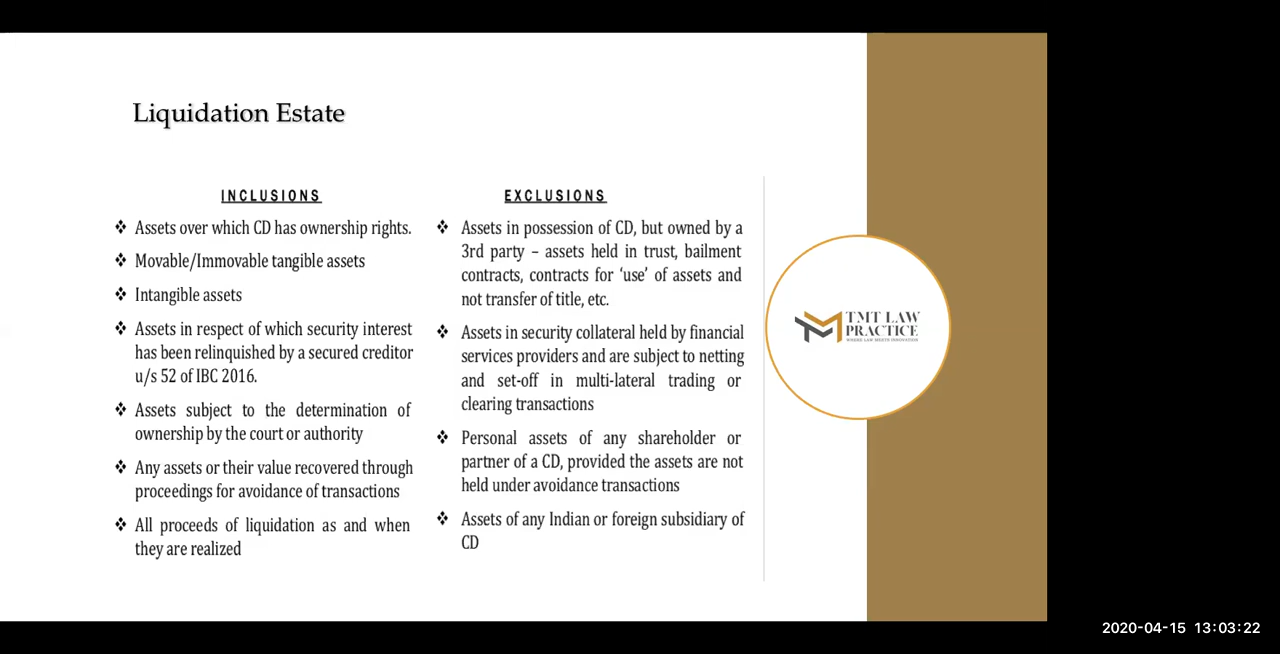 Liquidation Estate
INCLUSIONS
❖ Assets over which CD has ownership rights.
❖ Movable/Immovable tangible assets
❖ Intangible assets
❖ Assets in respect of which security interest
has been relinquished by a secured creditor
u/s 52 of IBC 2016.
❖ Assets subject to the determination of
ownership by the court or authority
❖ Any assets or their value recovered through
proceedings for avoidance of transactions
❖ All proceeds of liquidation as and when
they are realized
EXCLUSIONS
❖ Assets in possession of CD, but owned by a
3rd party – assets held in trust, bailment
contracts, contracts for ‘use’ of assets and
not transfer of title, etc.
❖ Assets in security collateral held by financial
services providers and are subject to netting
and set-off in multi-lateral trading or
clearing transactions
❖ Personal assets of any shareholder or
partner of a CD, provided the assets are not
held under avoidance transactions
❖ Assets of any Indian or foreign subsidiary of
CD
TMT LAW
PRACTICE
WHERE LAW MEETS INNOVATION
2020-04-15 13:03:22